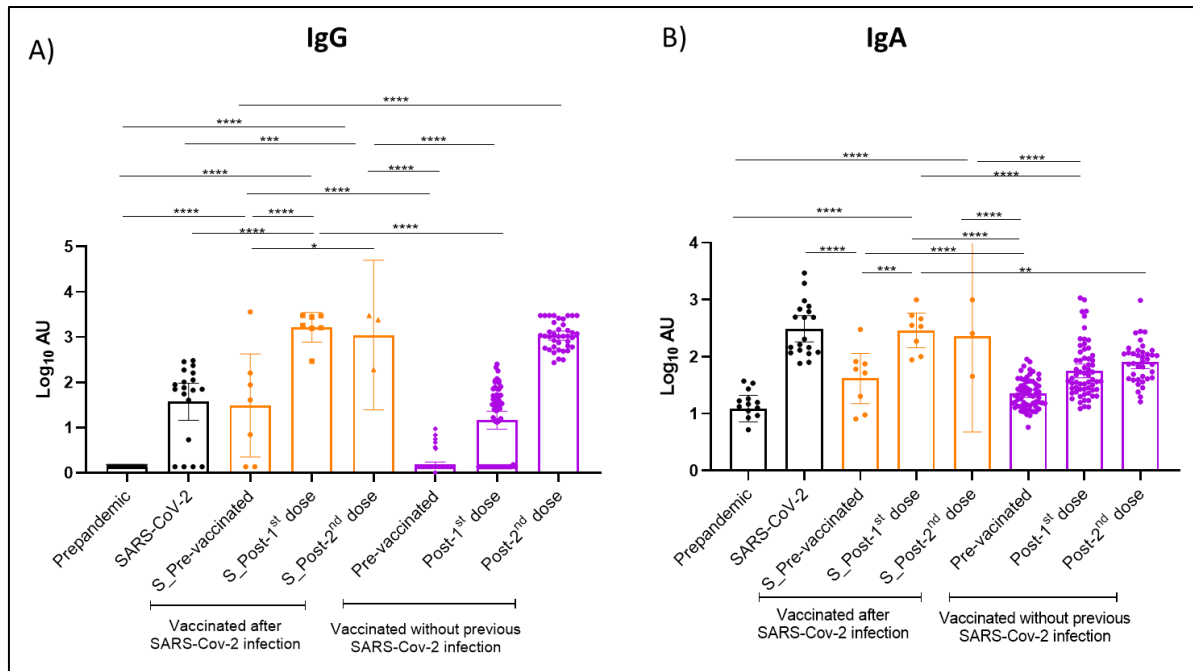 A)
IgG
****
****
***
****
****
****
****
****
****
****
****
*
Log10 AU
5
4
3
2
1
0
Prepandemic
SARS-CoV-2
S_Pre-vaccinated
S_Post-1st dose
S_Post-2nd dose
Pre-vaccinated
Post-1st dose
Post-2nd dose
Vaccinated after
SARS-Cov-2 infection
Vaccinated without previous
SARS-Cov-2 infection
B)
IgA
****
****
****
****
****
****
****
****
***
**
Log10 AU
4
3
2
1
0
Prepandemic
SARS-CoV-2
S_Pre-vaccinated
S_Post-1st dose
S_Post-2nd dose
Pre-vaccinated
Post-1st dose
Post-2nd dose
Vaccinated after
SARS-Cov-2 infection
Vaccinated without previous
SARS-Cov-2 infection